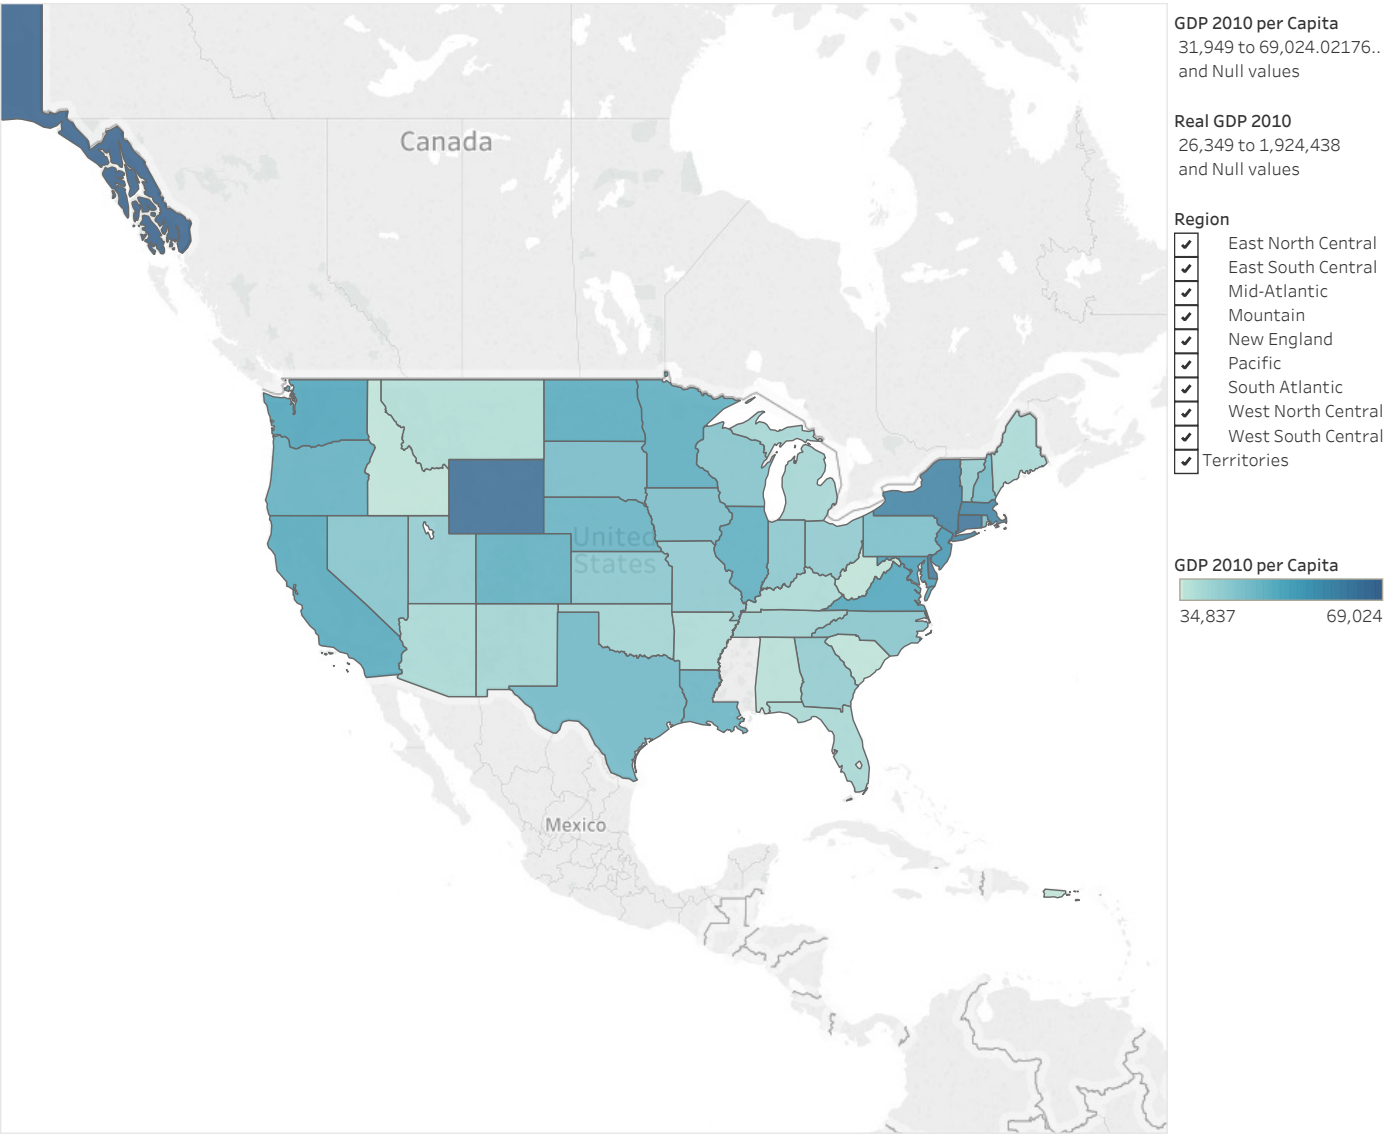 Canada
United
States
Mexico
GDP 2010 per Capita
31,949 to 69,024.02176..
and Null values
Real GDP 2010
26,349 to 1,924,438
and Null values
Region
East North Central
East South Central
Mid-Atlantic
Mountain
New England
Pacific
South Atlantic
West North Central
West South Central
Territories
GDP 2010 per Capita
34,837 69,024